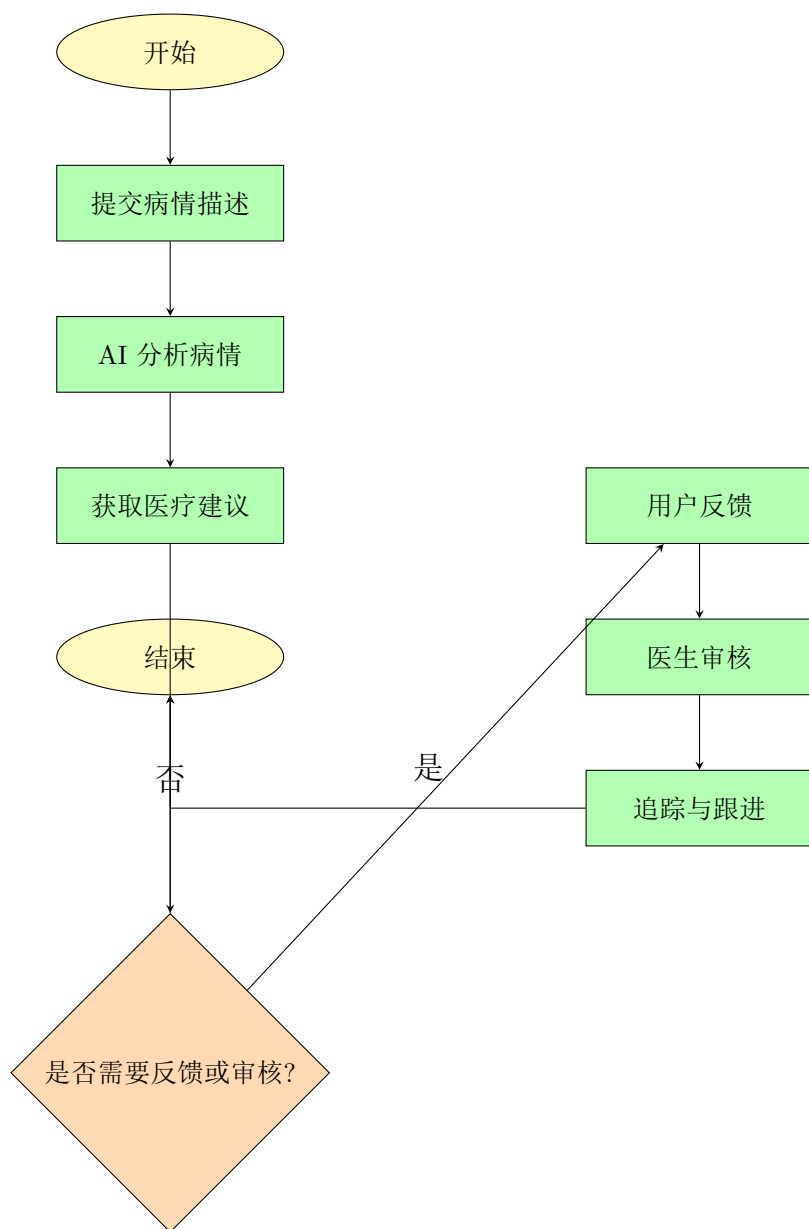 开始
提交病情描述
AI 分析病情
获取医疗建议
用户反馈
结束
医生审核
否
是
追踪与跟进
是否需要反馈或审核?